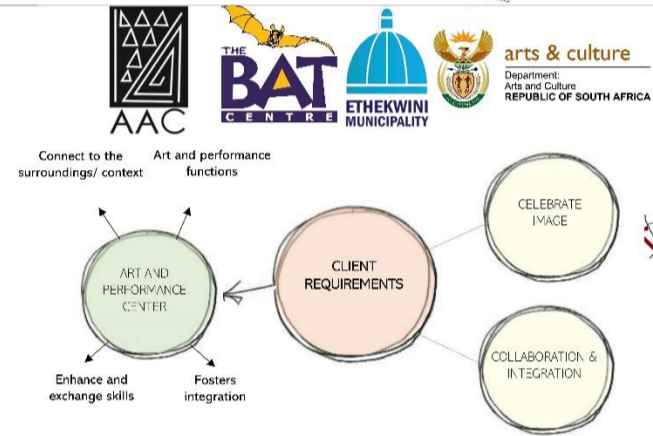 AAC
THE
BAT
CENTRE
ETHEKWINI
MUNICIPALITY
arts & culture
Department:
Arts and Culture
REPUBLIC OF SOUTH AFRICA
Connect to the
surroundings/ context
Art and performance
functions
CELEBRATE
IMAGE
CLIENT
REQUIREMENTS
ART AND
PERFORMANCE
CENTER
COLLABORATION &
INTEGRATION
Enhance and
exchange skills
Fosters
integration